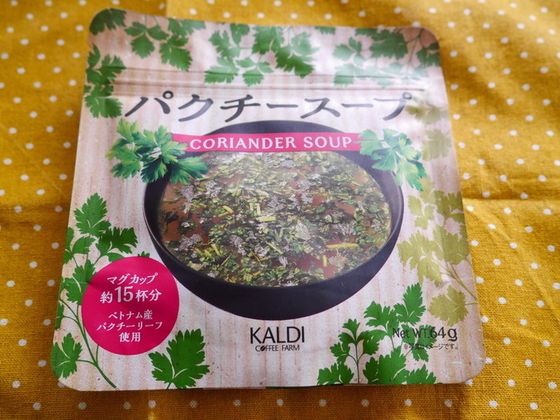 パクチースープ
CORIANDER SOUP
マグカップ
約15杯分
ベトナム産
パクチーリーフ
使用
KALDI
COFFEE FARM
Net Wt. 64g